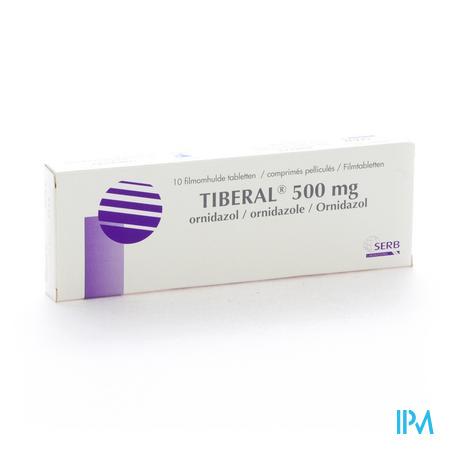 10 filmomhulde tabletten / comprimés pelliculés / Filmtabletten
TIBERAL® 500 mg
ornidazol / ornidazole / Ornidazol
SERB
IPM